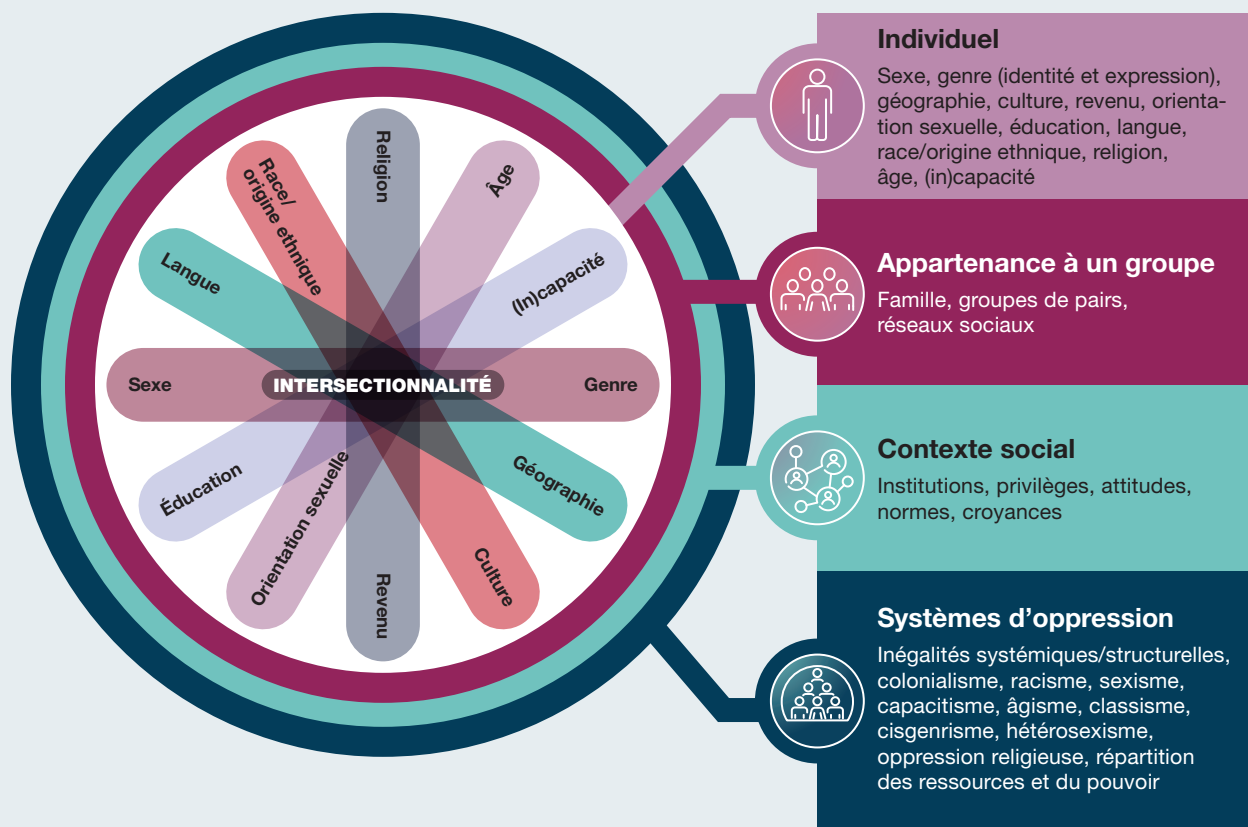 Religion
Âge
(In)capacité
Genre
Géographie
Culture
Revenu
Orientation sexuelle
Éducation
Sexe
Langue
Race/
origine ethnique
INTERSECTIONNALITÉ
Individuel
Sexe, genre (identité et expression),
géographie, culture, revenu, orienta-
tion sexuelle, éducation, langue,
race/origine ethnique, religion,
âge, (in)capacité
Appartenance à un groupe
Famille, groupes de pairs,
réseaux sociaux
Contexte social
Institutions, privilèges, attitudes,
normes, croyances
Systèmes d’oppression
Inégalités systémiques/structurelles,
colonialisme, racisme, sexisme,
capacitisme, âgisme, classisme,
cisgenrisme, hétérosexisme,
oppression religieuse, répartition
des ressources et du pouvoir